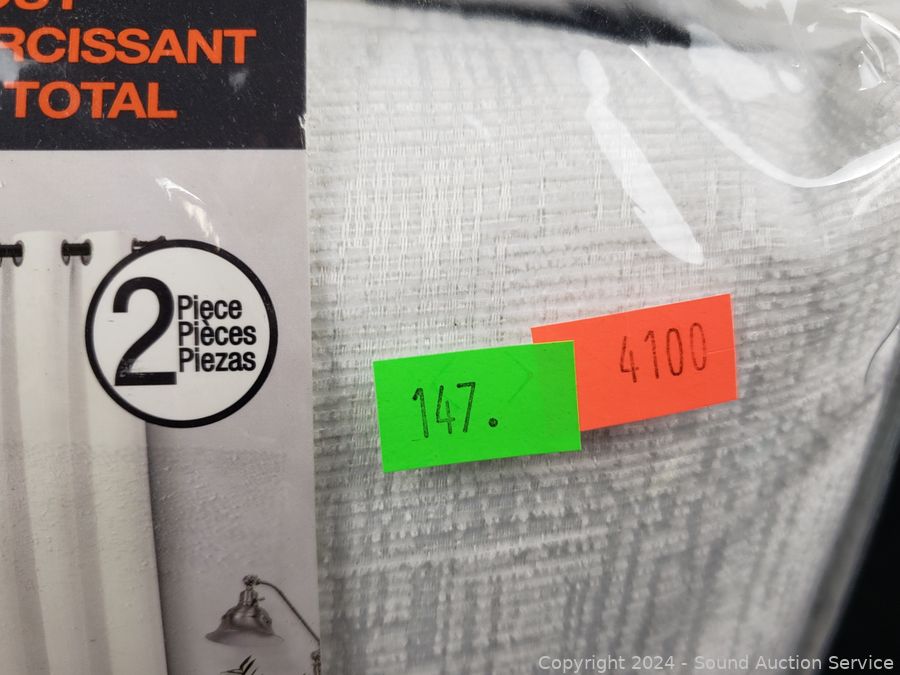 RCISSANT
TOTAL
2
Piece
Pièces
Piezas
147.
4100
Copyright 2024 - Sound Auction Service